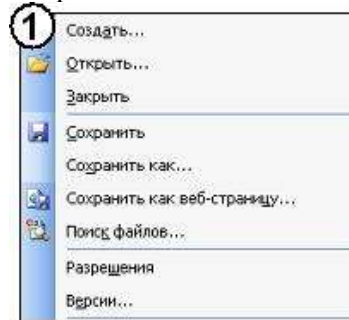 1
Создать...
Открыть...
Закрыть
Сохранить
Сохранить как...
Сохранить как веб-страницу...
Поиск файлов...
Разрешения
Версии...